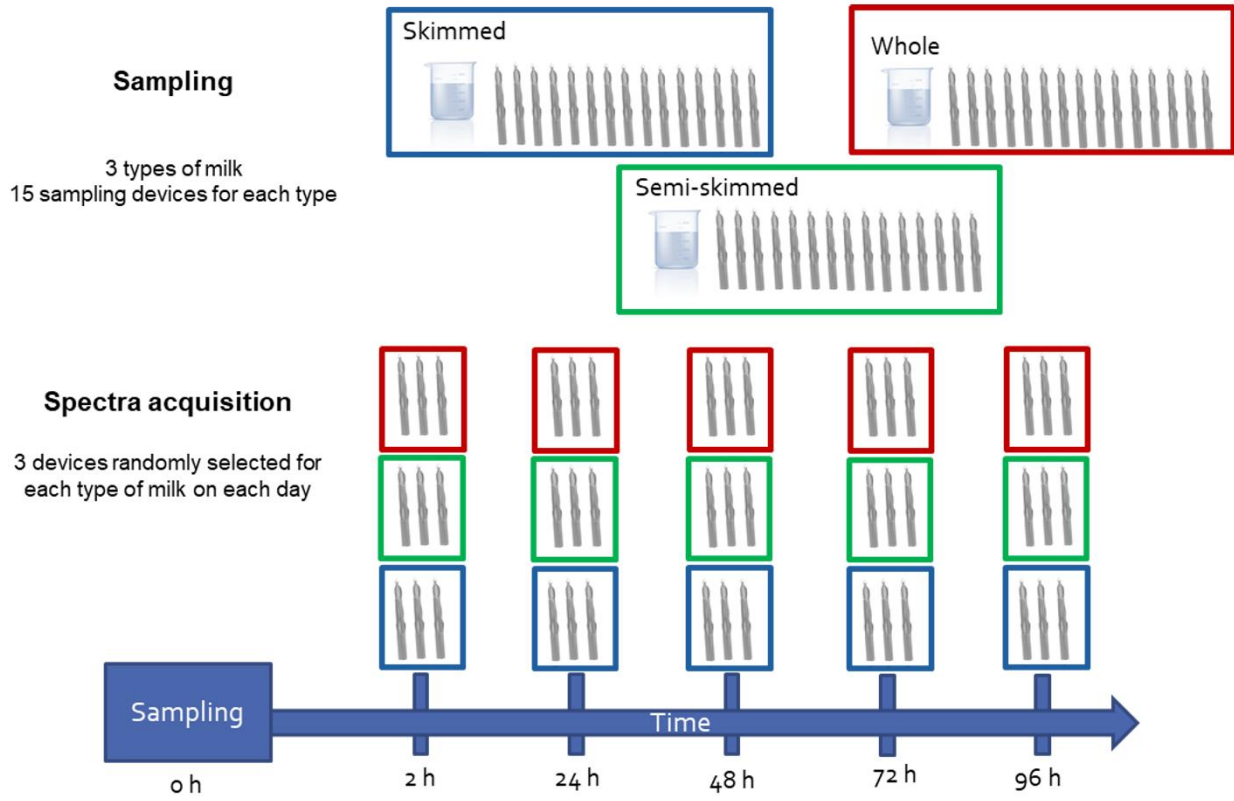 Skimmed
Whole
Sampling
3 types of milk
15 sampling devices for each type
Semi-skimmed
Spectra acquisition
3 devices randomly selected for
each type of milk on each day
Sampling
Time
0 h
2 h
24 h
48 h
72 h
96 h